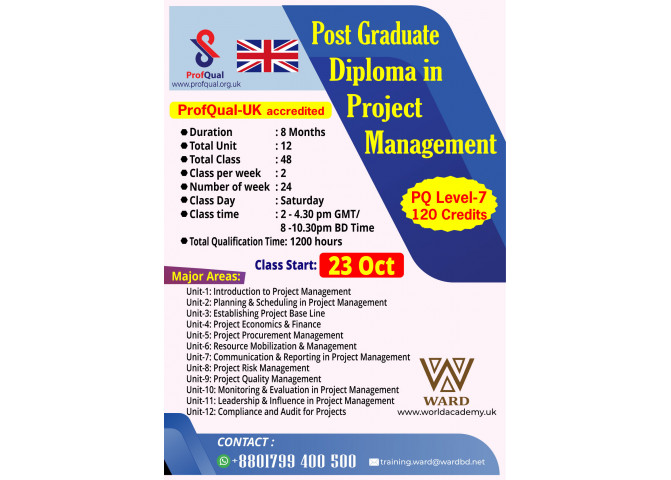 ProfQual
www.profqual.org.uk
Post Graduate
Diploma in
Project
Management
ProfQual-UK accredited
Duration : 8 Months
Total Unit : 12
Total Class : 48
Class per week : 2
Number of week : 24
Class Day : Saturday
Class time : 2 - 4.30 pm GMT/
8 -10.30pm BD Time
Total Qualification Time: 1200 hours
PQ Level-7
120 Credits
Class Start: 23 Oct
Major Areas:
Unit-1: Introduction to Project Management
Unit-2: Planning & Scheduling in Project Management
Unit-3: Establishing Project Base Line
Unit-4: Project Economics & Finance
Unit-5: Project Procurement Management
Unit-6: Resource Mobilization & Management
Unit-7: Communication & Reporting in Project Management
Unit-8: Project Risk Management
Unit-9: Project Quality Management
Unit-10: Monitoring & Evaluation in Project Management
Unit-11: Leadership & Influence in Project Management
Unit-12: Compliance and Audit for Projects
WARD
www.worldacademy.uk
CONTACT :
+8801799 400 500
training.ward@wardbd.net